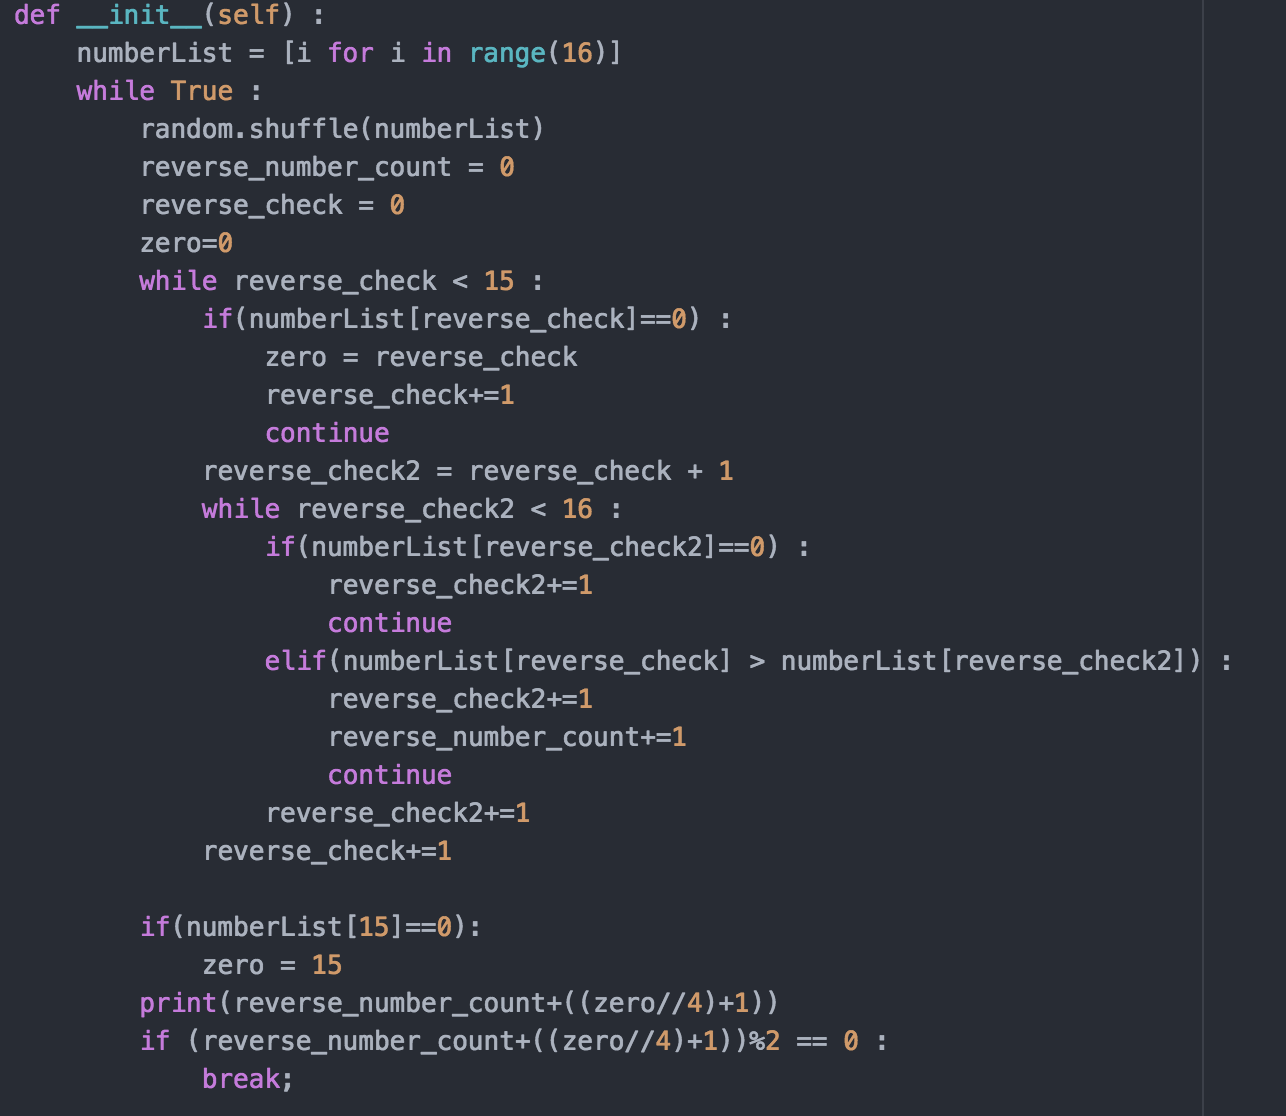 def __init__(self) :
    numberList = [i for i in range(16)]
    while True :
        random.shuffle(numberList)
        reverse_number_count = 0
        reverse_check = 0
        zero=0
        while reverse_check < 15 :
            if(numberList[reverse_check]==0) :
                zero = reverse_check
                reverse_check+=1
                continue
            reverse_check2 = reverse_check + 1
            while reverse_check2 < 16 :
                if(numberList[reverse_check2]==0) :
                    reverse_check2+=1
                    continue
                elif(numberList[reverse_check] > numberList[reverse_check2]) :
                    reverse_check2+=1
                    reverse_number_count+=1
                    continue
                reverse_check2+=1
            reverse_check+=1

        if(numberList[15]==0):
            zero = 15
        print(reverse_number_count+((zero//4)+1))
        if (reverse_number_count+((zero//4)+1))%2 == 0 :
            break;